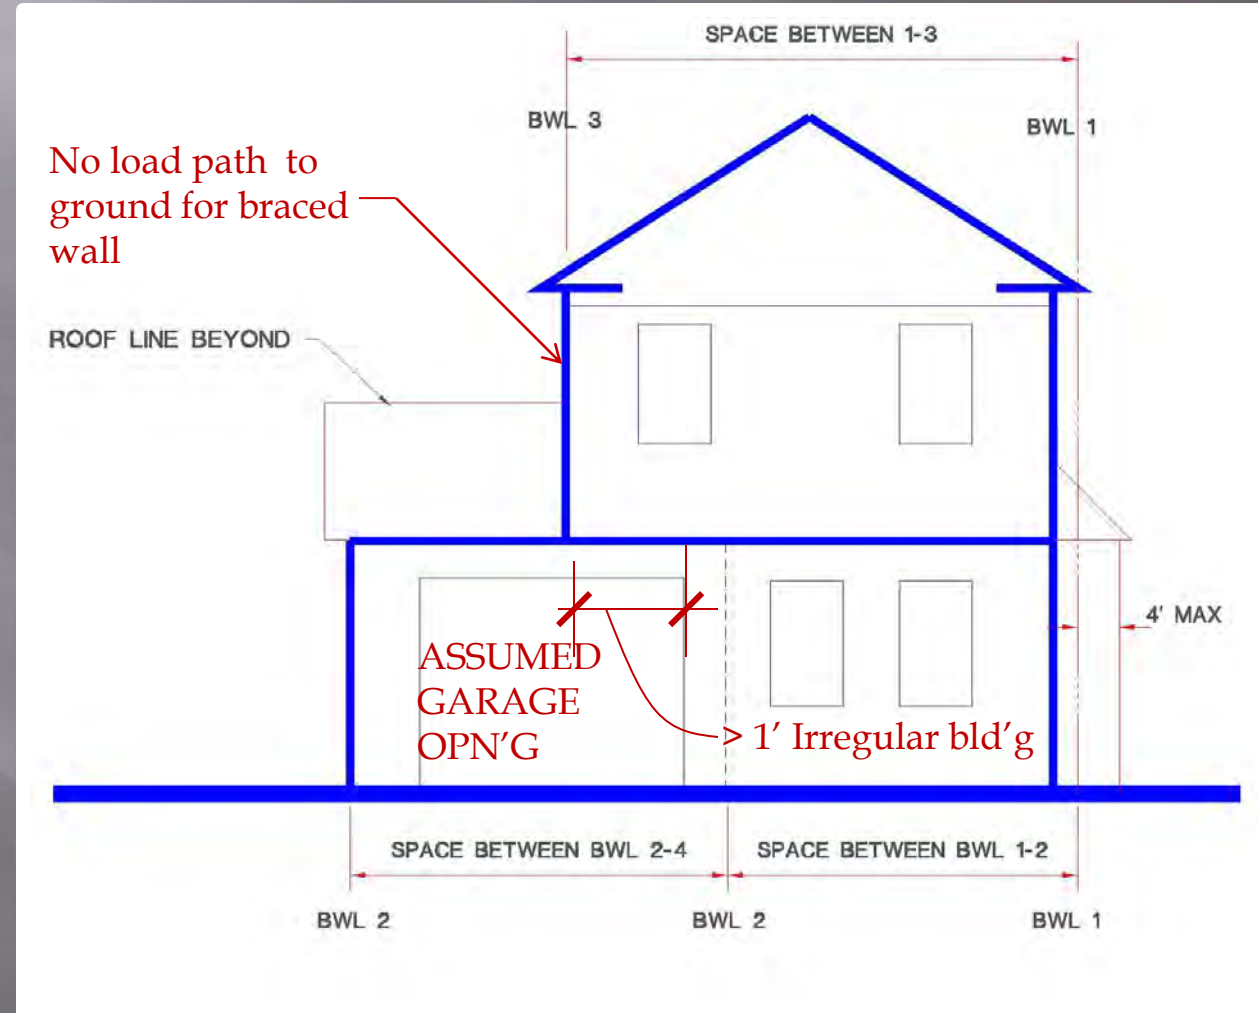 SPACE BETWEEN 1-3
BWL 3
BWL 1
No load path to
ground for braced
wall
ROOF LINE BEYOND
4' MAX
ASSUMED
GARAGE
OPN’G
> 1’ Irregular bld’g
SPACE BETWEEN BWL 2-4
SPACE BETWEEN BWL 1-2
BWL 2
BWL 2
BWL 1